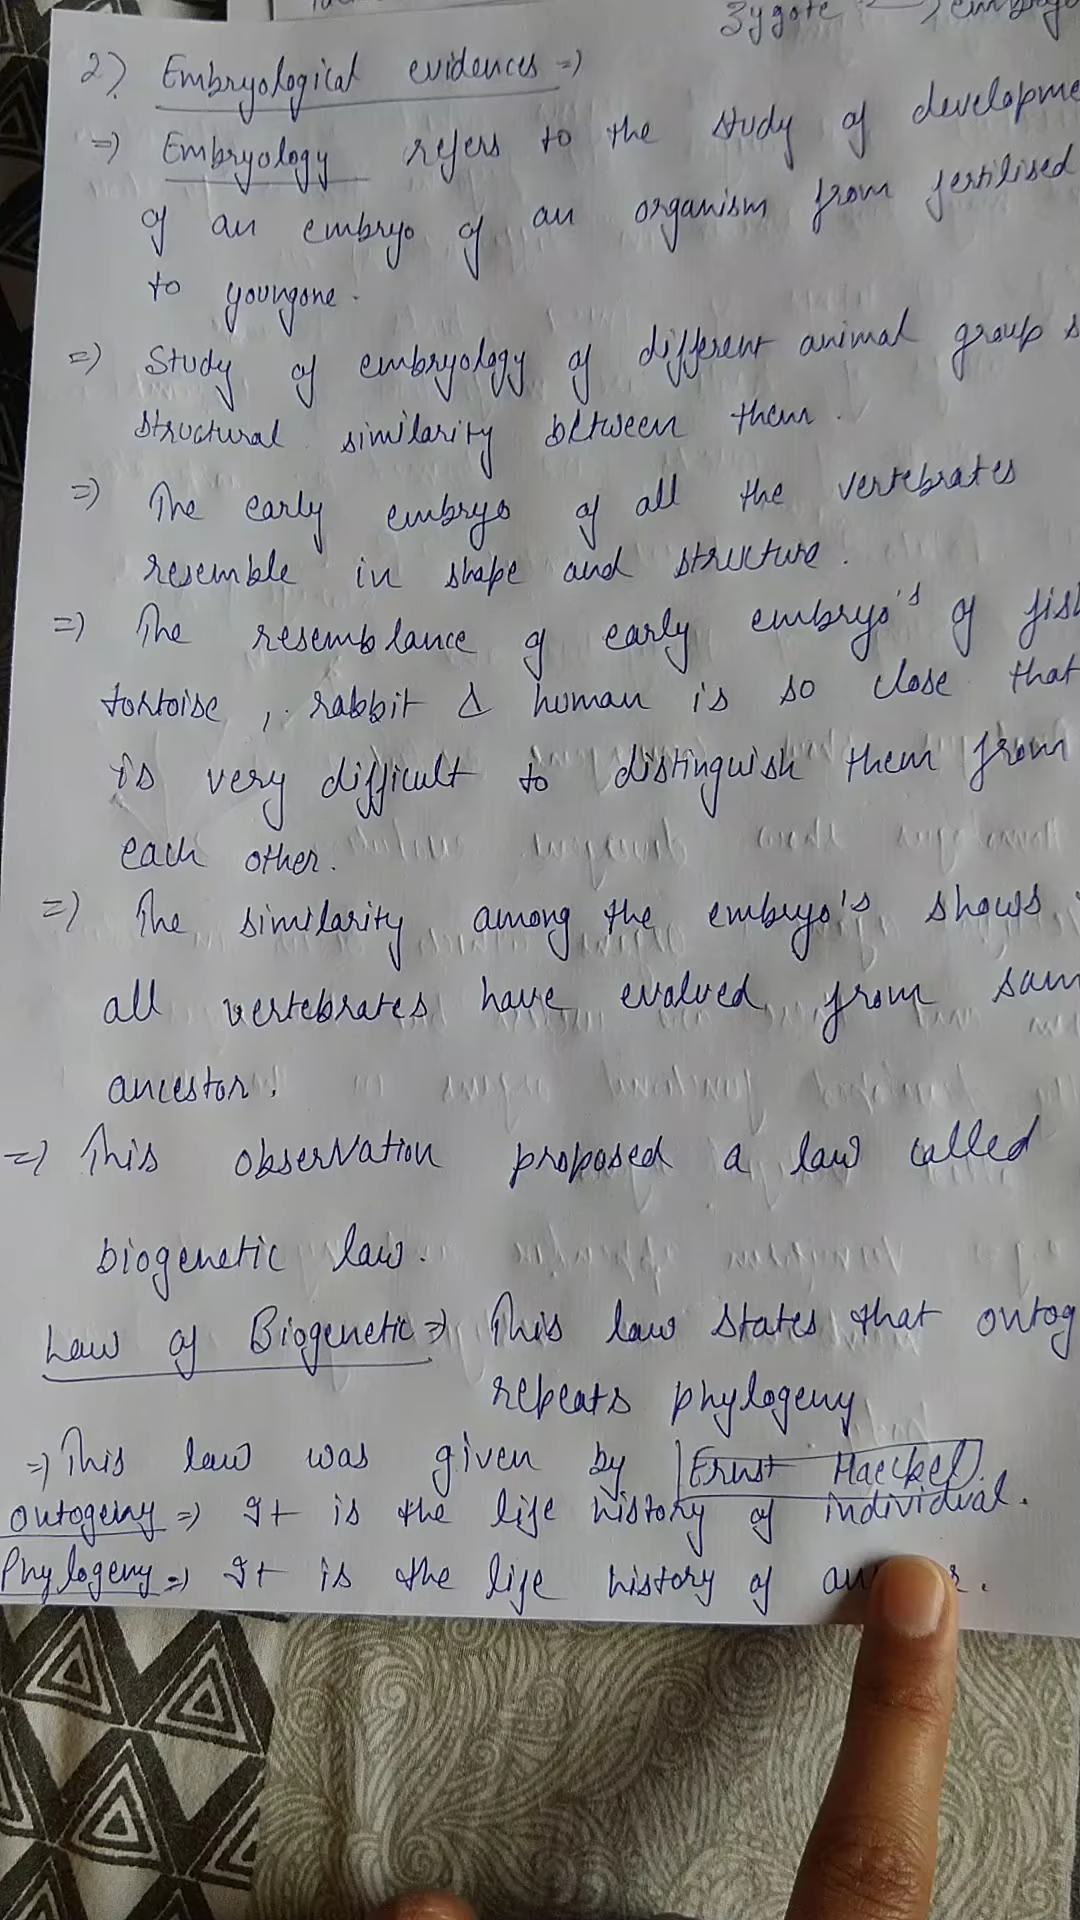 Zygote
2) Embryological evidences =>
=> Embryology refers to the study of developme
of an embryo of an organism from fertilised
to youngone.
=> Study of embryology of different animal group s
structural similarity between them.
=> The early embryo of all the vertebrates
resemble in shape and structure.
=> The resemblance of early embryo's of fish
tortoise, rabbit & human is so close that
is very difficult to distinguish them from
each other.
=> The similarity among the embryo's shows
all vertebrates have evolved from sam
ancestor.
=> This observation proposed a law called
biogenetic law.
Law of Biogenetic => This law states that ontog
repeats phylogeny
=> This law was given by Ernst Haeckel.
Ontogeny => It is the life history of individual.
Phylogeny => It is the life history of